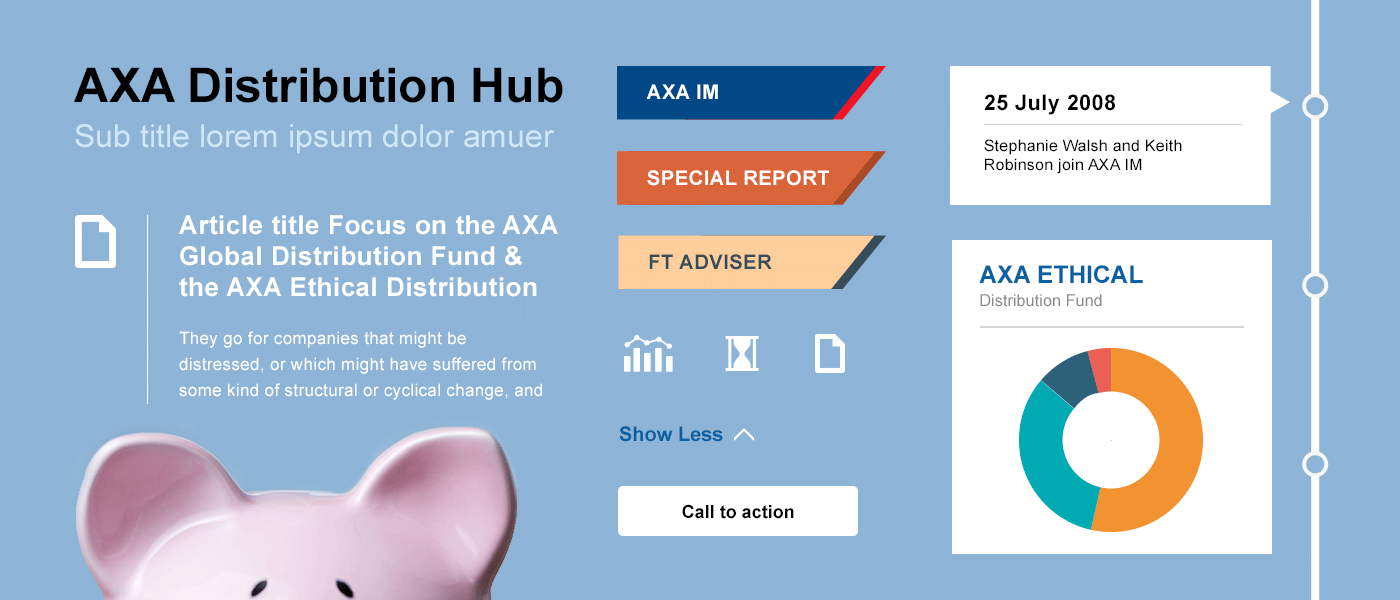 AXA Distribution Hub
Sub title lorem ipsum dolor amuer
Article title Focus on the AXA
Global Distribution Fund &
the AXA Ethical Distribution
They go for companies that might be
distressed, or which might have suffered from
some kind of structural or cyclical change, and
AXA IM
SPECIAL REPORT
FT ADVISER
Show Less
Call to action
25 July 2008
Stephanie Walsh and Keith
Robinson join AXA IM
AXA ETHICAL
Distribution Fund